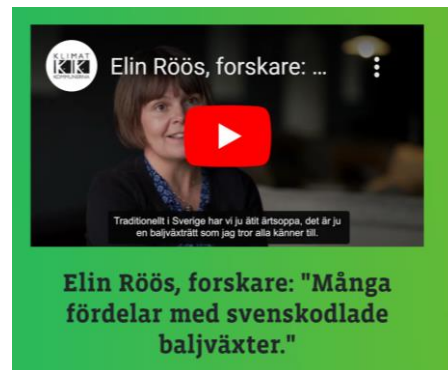 KLIMAT
KK
KOMMUNERNA
Elin Röös, forskare: ...
Traditionellt i Sverige har vi ju ätit ärtsoppa, det är ju
en baljväxträtt som jag tror alla känner till.
Elin Röös, forskare: "Många
fördelar med svenskodlade
baljväxter."